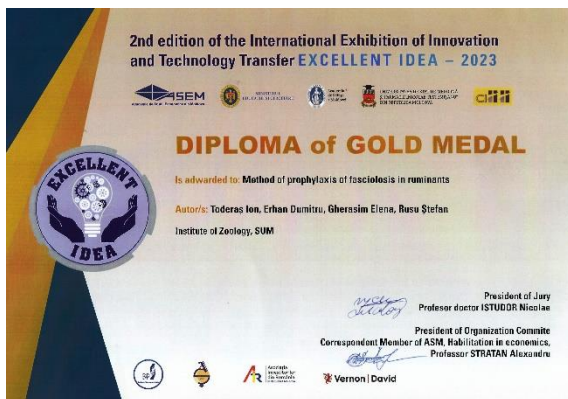 2nd edition of the International Exhibition of Innovation
and Technology Transfer EXCELLENT IDEA – 2023
ASEM
DIPLOMA of GOLD MEDAL
EXCELLENT
IDEA
Is adwarded to: Method of prophylaxis of fasciolosis in ruminants
Autor/s: Toderaș Ion, Erhan Dumitru, Gherasim Elena, Rusu Ștefan
Institute of Zoology, SUM
President of Jury
Profesor doctor ISTUDOR Nicolae
President of Organization Commite
Correspondent Member of ASM, Habilitation in economics,
Professor STRATAN Alexandru
Vernon | David